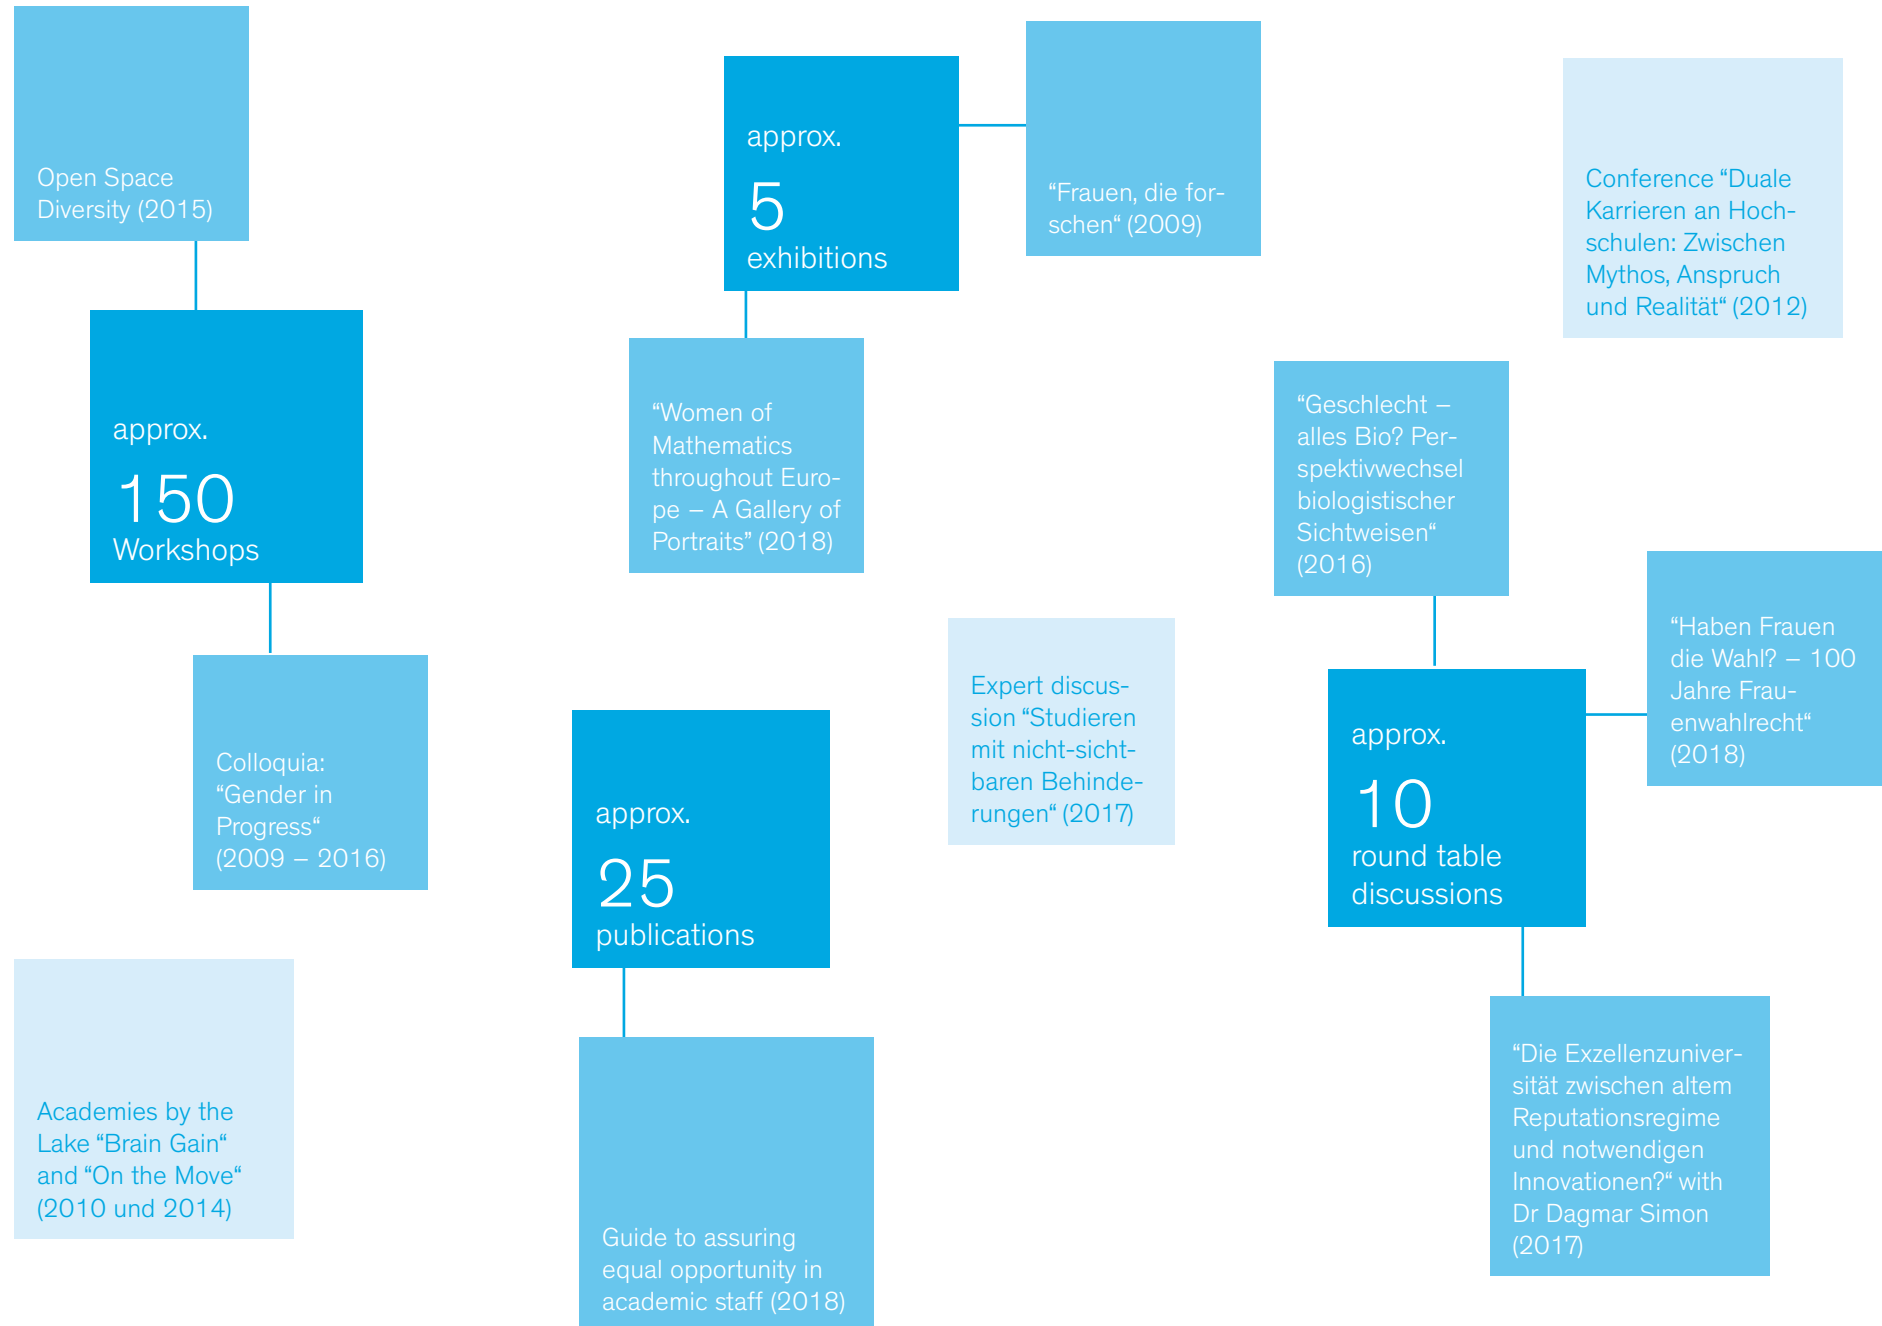 Open Space
Diversity (2015)
approx.
150
Workshops
Colloquia:
“Gender in
Progress“
(2009 – 2016)
Academies by the
Lake “Brain Gain“
and “On the Move“
(2010 und 2014)
approx.
5
exhibitions
“Frauen, die for-
schen“ (2009)
“Women of
Mathematics
throughout Euro-
pe – A Gallery of
Portraits” (2018)
approx.
25
publications
Guide to assuring
equal opportunity in
academic staff (2018)
Expert discus-
sion “Studieren
mit nicht-sicht-
baren Behinde-
rungen“ (2017)
Conference “Duale
Karrieren an Hoch-
schulen: Zwischen
Mythos, Anspruch
und Realität“ (2012)
“Geschlecht –
alles Bio? Per-
spektivwechsel
biologistischer
Sichtweisen“
(2016)
“Haben Frauen
die Wahl? – 100
Jahre Frau-
enwahlrecht“
(2018)
approx.
10
round table
discussions
“Die Exzellenzuniver-
sität zwischen altem
Reputationsregime
und notwendigen
Innovationen?“ with
Dr Dagmar Simon
(2017)